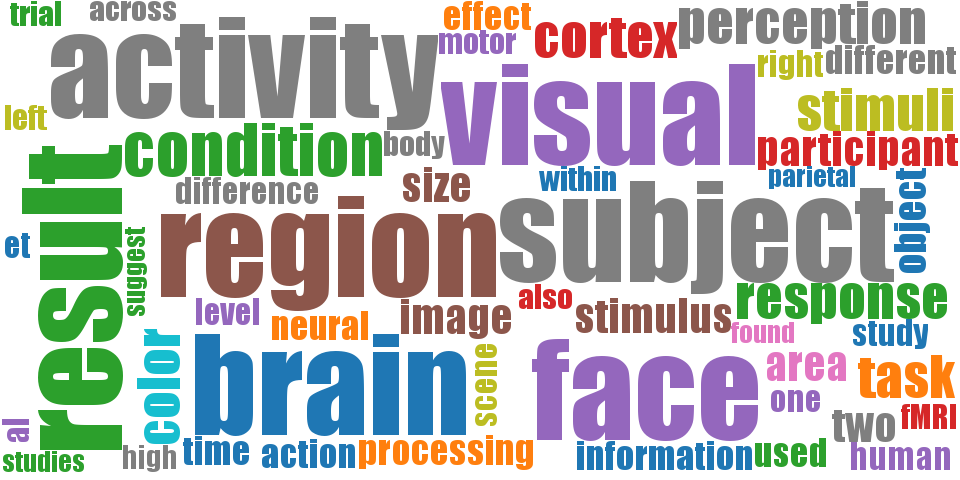 trial
across
effect
motor
cortex
perception
activity
visual
right
different
left
stimuli
condition
body
participant
result
difference
size
within
parietal
object
et
suggest
region
subject
level
neural
image
also
stimulus
response
found
study
color
brain
scene
face
area
task
one
al
two
fMRI
studies
high
time
action
processing
information
used
human